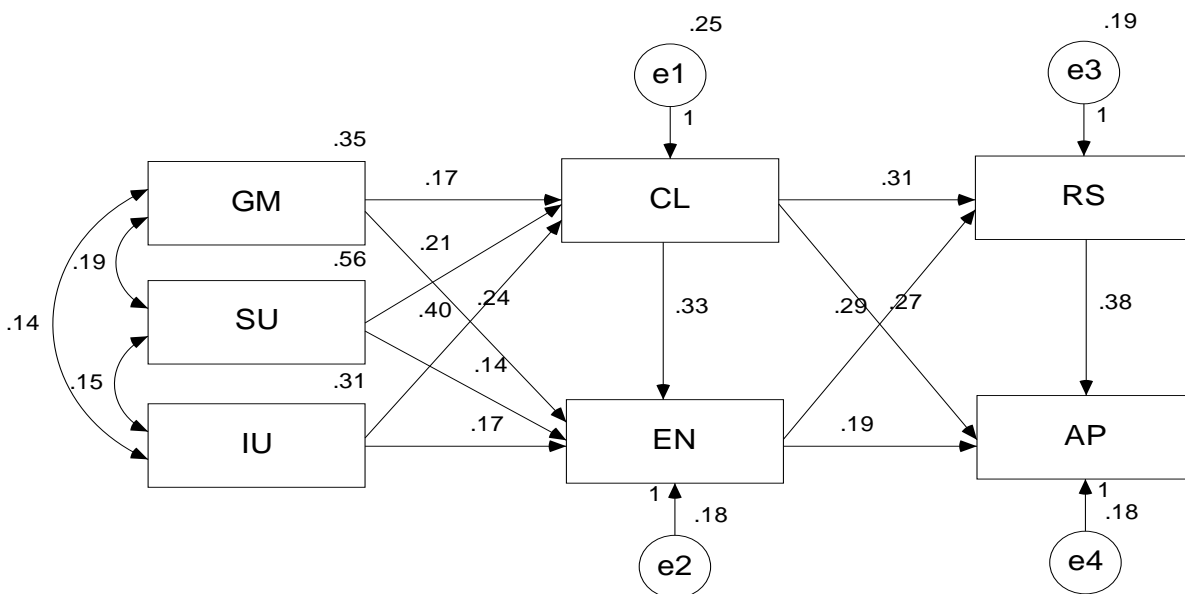 .25
.19
e1
e3
1
1
.35
GM
.17
CL
.31
RS
.19
.21
.56
.14
SU
.40
.24
.33
.29
.27
.38
.15
.14
.31
IU
.17
EN
.19
AP
1
.18
1
.18
e2
e4